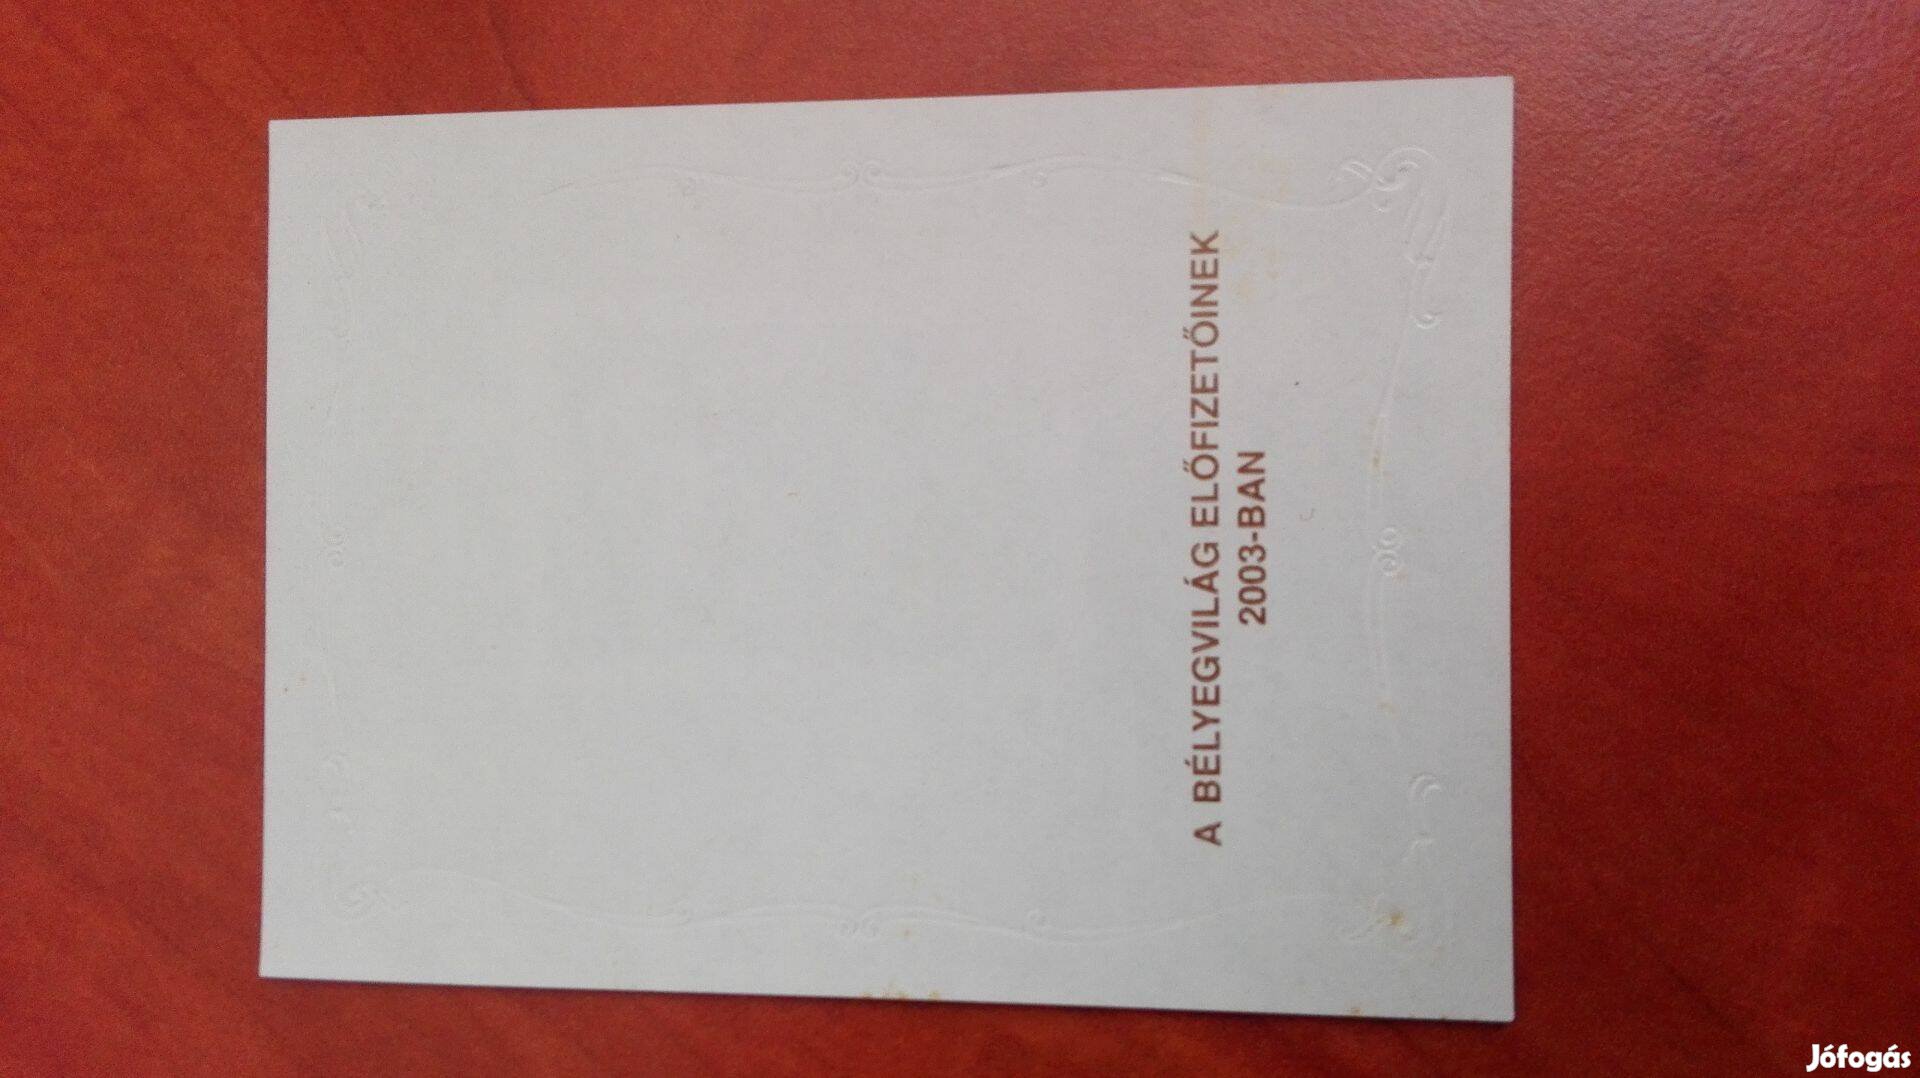 A BÉLYEGVILÁG ELŐFIZETŐINEK
2003-BAN
Jófogás